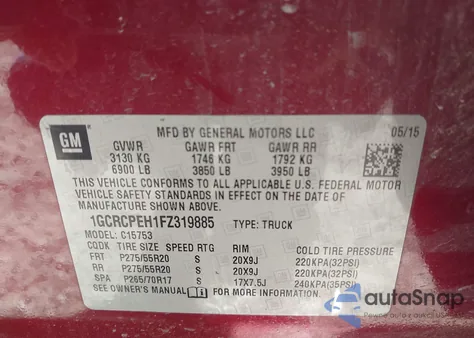 MFD BY GENERAL MOTORS LLC 05/15
GM
GVWR GAWR FRT GAWR RR
3130 KG 1746 KG 1792 KG
6900 LB 3850 LB 3950 LB
THIS VEHICLE CONFORMS TO ALL APPLICABLE U.S. FEDERAL MOTOR
VEHICLE SAFETY STANDARDS IN EFFECT ON THE DATE OF
MANUFACTURE SHOWN ABOVE.
1GCRCPEH1FZ319885 TYPE: TRUCK
MODEL: C15753
CQDK TIRE SIZE SPEED RTG RIM COLD TIRE PRESSURE
FRT P275/55R20 S 20X9J 220KPA(32PSI)
RR P275/55R20 S 20X9J 220KPA(32PSI)
SPA P265/70R17 S 17X7.5J 240KPA(35PSI)
SEE OWNER'S MANUAL FOR MORE INFORMATION
autoSnap